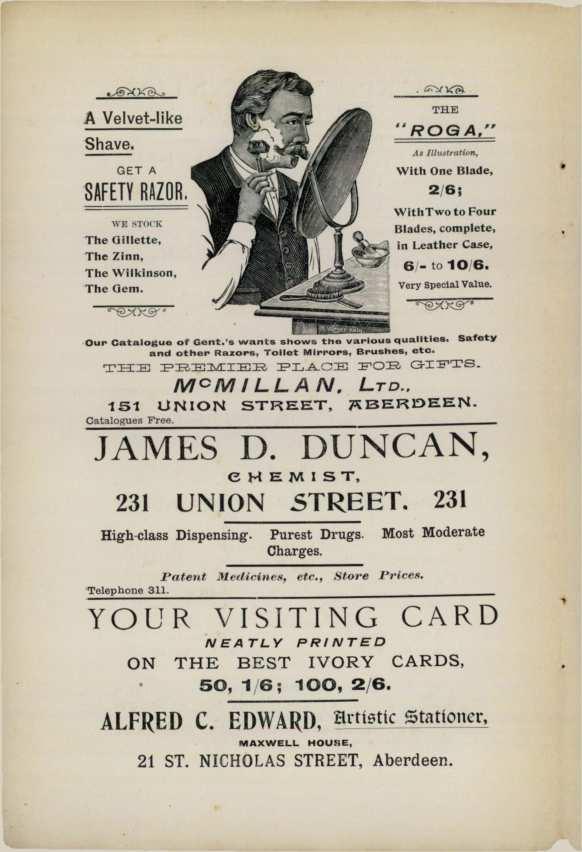 A Velvet-like
Shave.
GET A
SAFETY RAZOR.
WE STOCK
The Gillette,
The Zinn,
The Wilkinson,
The Gem.
THE
"ROGA,"
As Illustration,
With One Blade,
2/6;
With Two to Four
Blades, complete,
in Leather Case,
6/- to 10/6.
Very Special Value.
Our Catalogue of Gent.'s wants shows the various qualities. Safety
and other Razors, Toilet Mirrors, Brushes, etc.
THE PREMIER PLACE FOR GIFTS.
McMILLAN, LTD.,
151 UNION STREET, ABERDEEN.
Catalogues Free.
JAMES D. DUNCAN,
CHEMIST,
231 UNION STREET. 231
High-class Dispensing. Purest Drugs. Most Moderate
Charges.
Patent Medicines, etc., Store Prices.
Telephone 311.
YOUR VISITING CARD
NEATLY PRINTED
ON THE BEST IVORY CARDS,
50, 1/6; 100, 2/6.
ALFRED C. EDWARD, Artistic Stationer,
MAXWELL HOUSE,
21 ST. NICHOLAS STREET, Aberdeen.